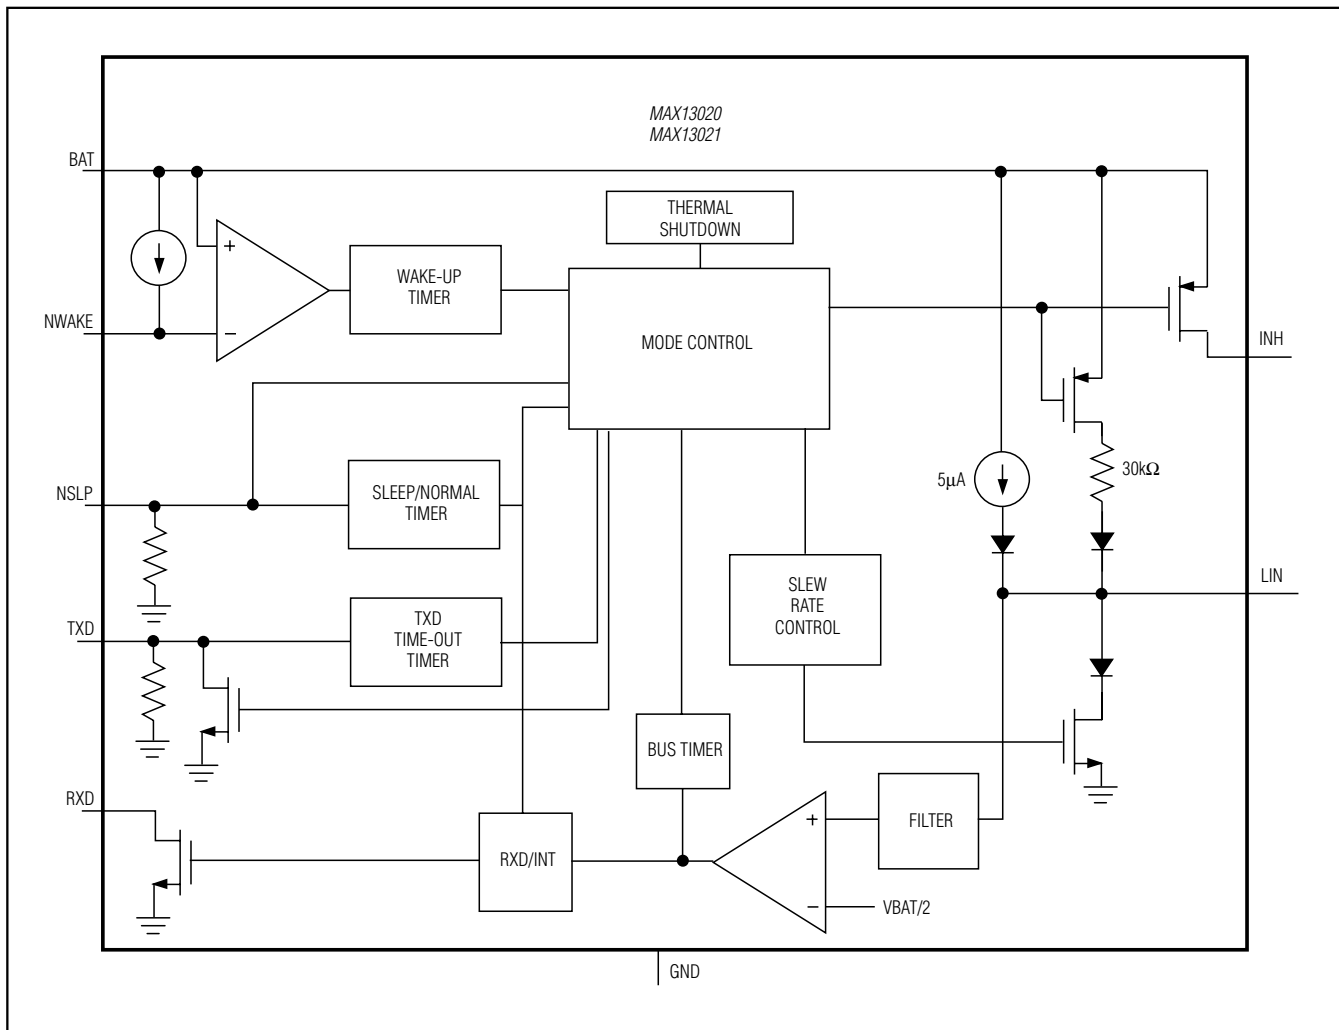 MAX13020
MAX13021
BAT
THERMAL
SHUTDOWN
+
WAKE-UP
TIMER
NWAKE
−
MODE CONTROL
INH
NSLP
SLEEP/NORMAL
TIMER
5µA
30kΩ
SLEW
RATE
CONTROL
LIN
TXD
TXD
TIME-OUT
TIMER
BUS TIMER
RXD
RXD/INT
+
FILTER
−
VBAT/2
GND